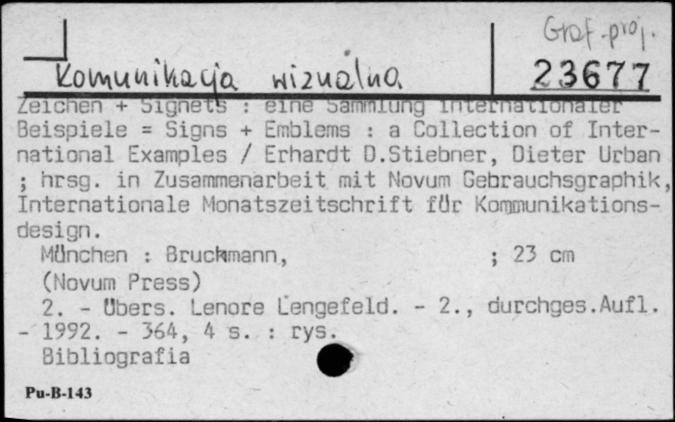 Graf. proj.
Komunikacja wizualna
23677
Zeichen + Signets : eine Sammlung internationaler
Beispiele = Signs + Emblems : a Collection of Inter-
national Examples / Erhardt D.Stiebner, Dieter Urban
; hrsg. in Zusammenarbeit mit Novum Gebrauchsgraphik,
Internationale Monatszeitschrift für Kommunikations-
design.
München : Bruckmann, ; 23 cm
(Novum Press)
2. - Übers. Lenore Lengefeld. - 2., durchges.Aufl.
- 1992. - 364, 4 s. : rys.
Bibliografia
Pu-B-143